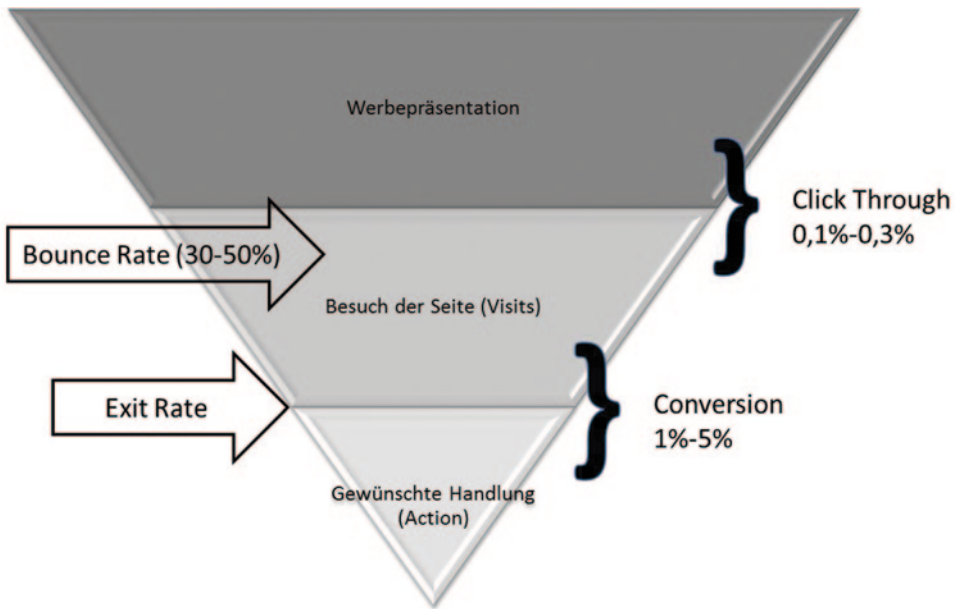 Werbepräsentation
Click Through
0,1%-0,3%
Bounce Rate (30-50%)
Besuch der Seite (Visits)
Exit Rate
Conversion
1%-5%
Gewünschte Handlung
(Action)